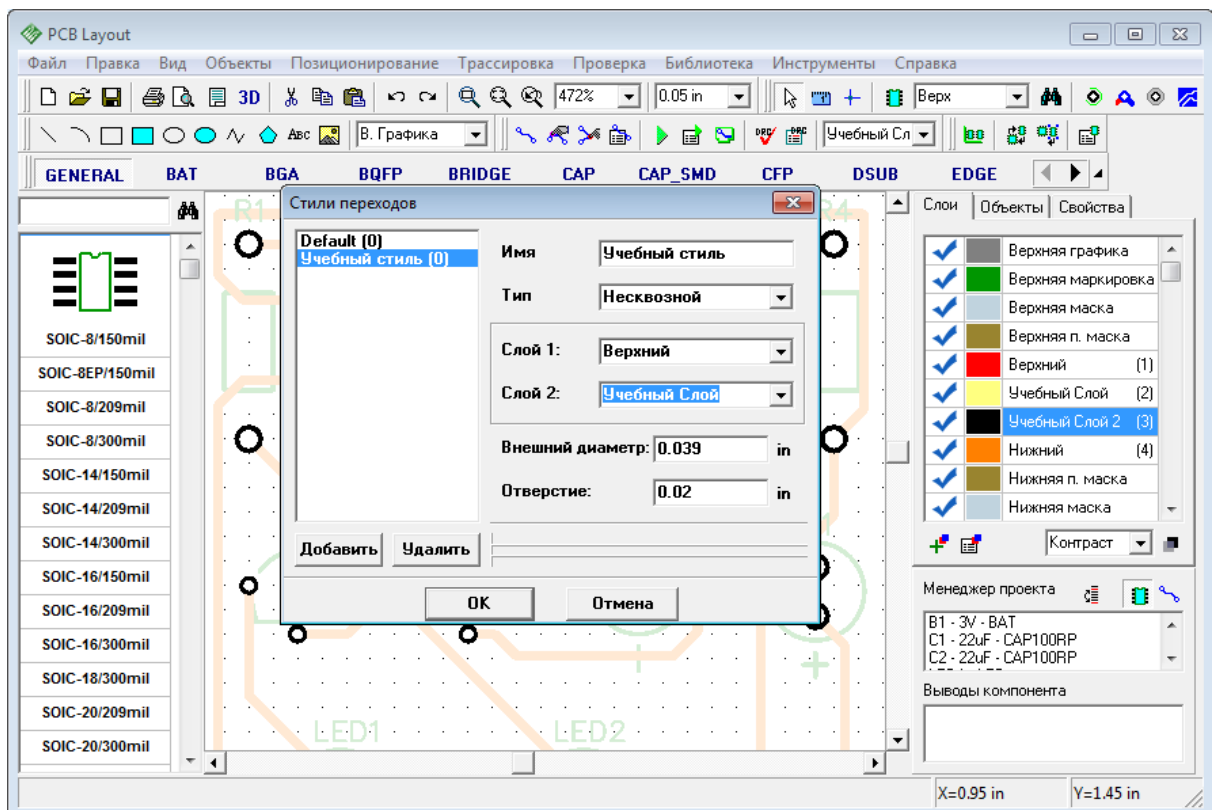 PCB Layout
Файл Правка Вид Объекты Позиционирование Трассировка Проверка Библиотека Инструменты Справка
3D 472% 0.05 in Верх
ABC В. Графика DRC DRC Учебный Сл
GENERAL BAT BGA BQFP BRIDGE CAP CAP_SMD CFP DSUB EDGE
SOIC-8/150mil
SOIC-8EP/150mil
SOIC-8/209mil
SOIC-8/300mil
SOIC-14/150mil
SOIC-14/209mil
SOIC-14/300mil
SOIC-16/150mil
SOIC-16/209mil
SOIC-16/300mil
SOIC-18/300mil
SOIC-20/209mil
SOIC-20/300mil
R1
R4
LED1 LED2
Стили переходов
Default (0)
Учебный стиль (0)
Добавить Удалить
Имя Учебный стиль
Тип Несквозной
Слой 1: Верхний
Слой 2: Учебный Слой
Внешний диаметр: 0.039 in
Отверстие: 0.02 in
OK Отмена
Слои Объекты Свойства
Верхняя графика
Верхняя маркировка
Верхняя маска
Верхняя п. маска
Верхний (1)
Учебный Слой (2)
Учебный Слой 2 (3)
Нижний (4)
Нижняя п. маска
Нижняя маска
Контраст
Менеджер проекта
B1 - 3V - BAT
C1 - 22uF - CAP100RP
C2 - 22uF - CAP100RP
Выводы компонента
X=0.95 in Y=1.45 in